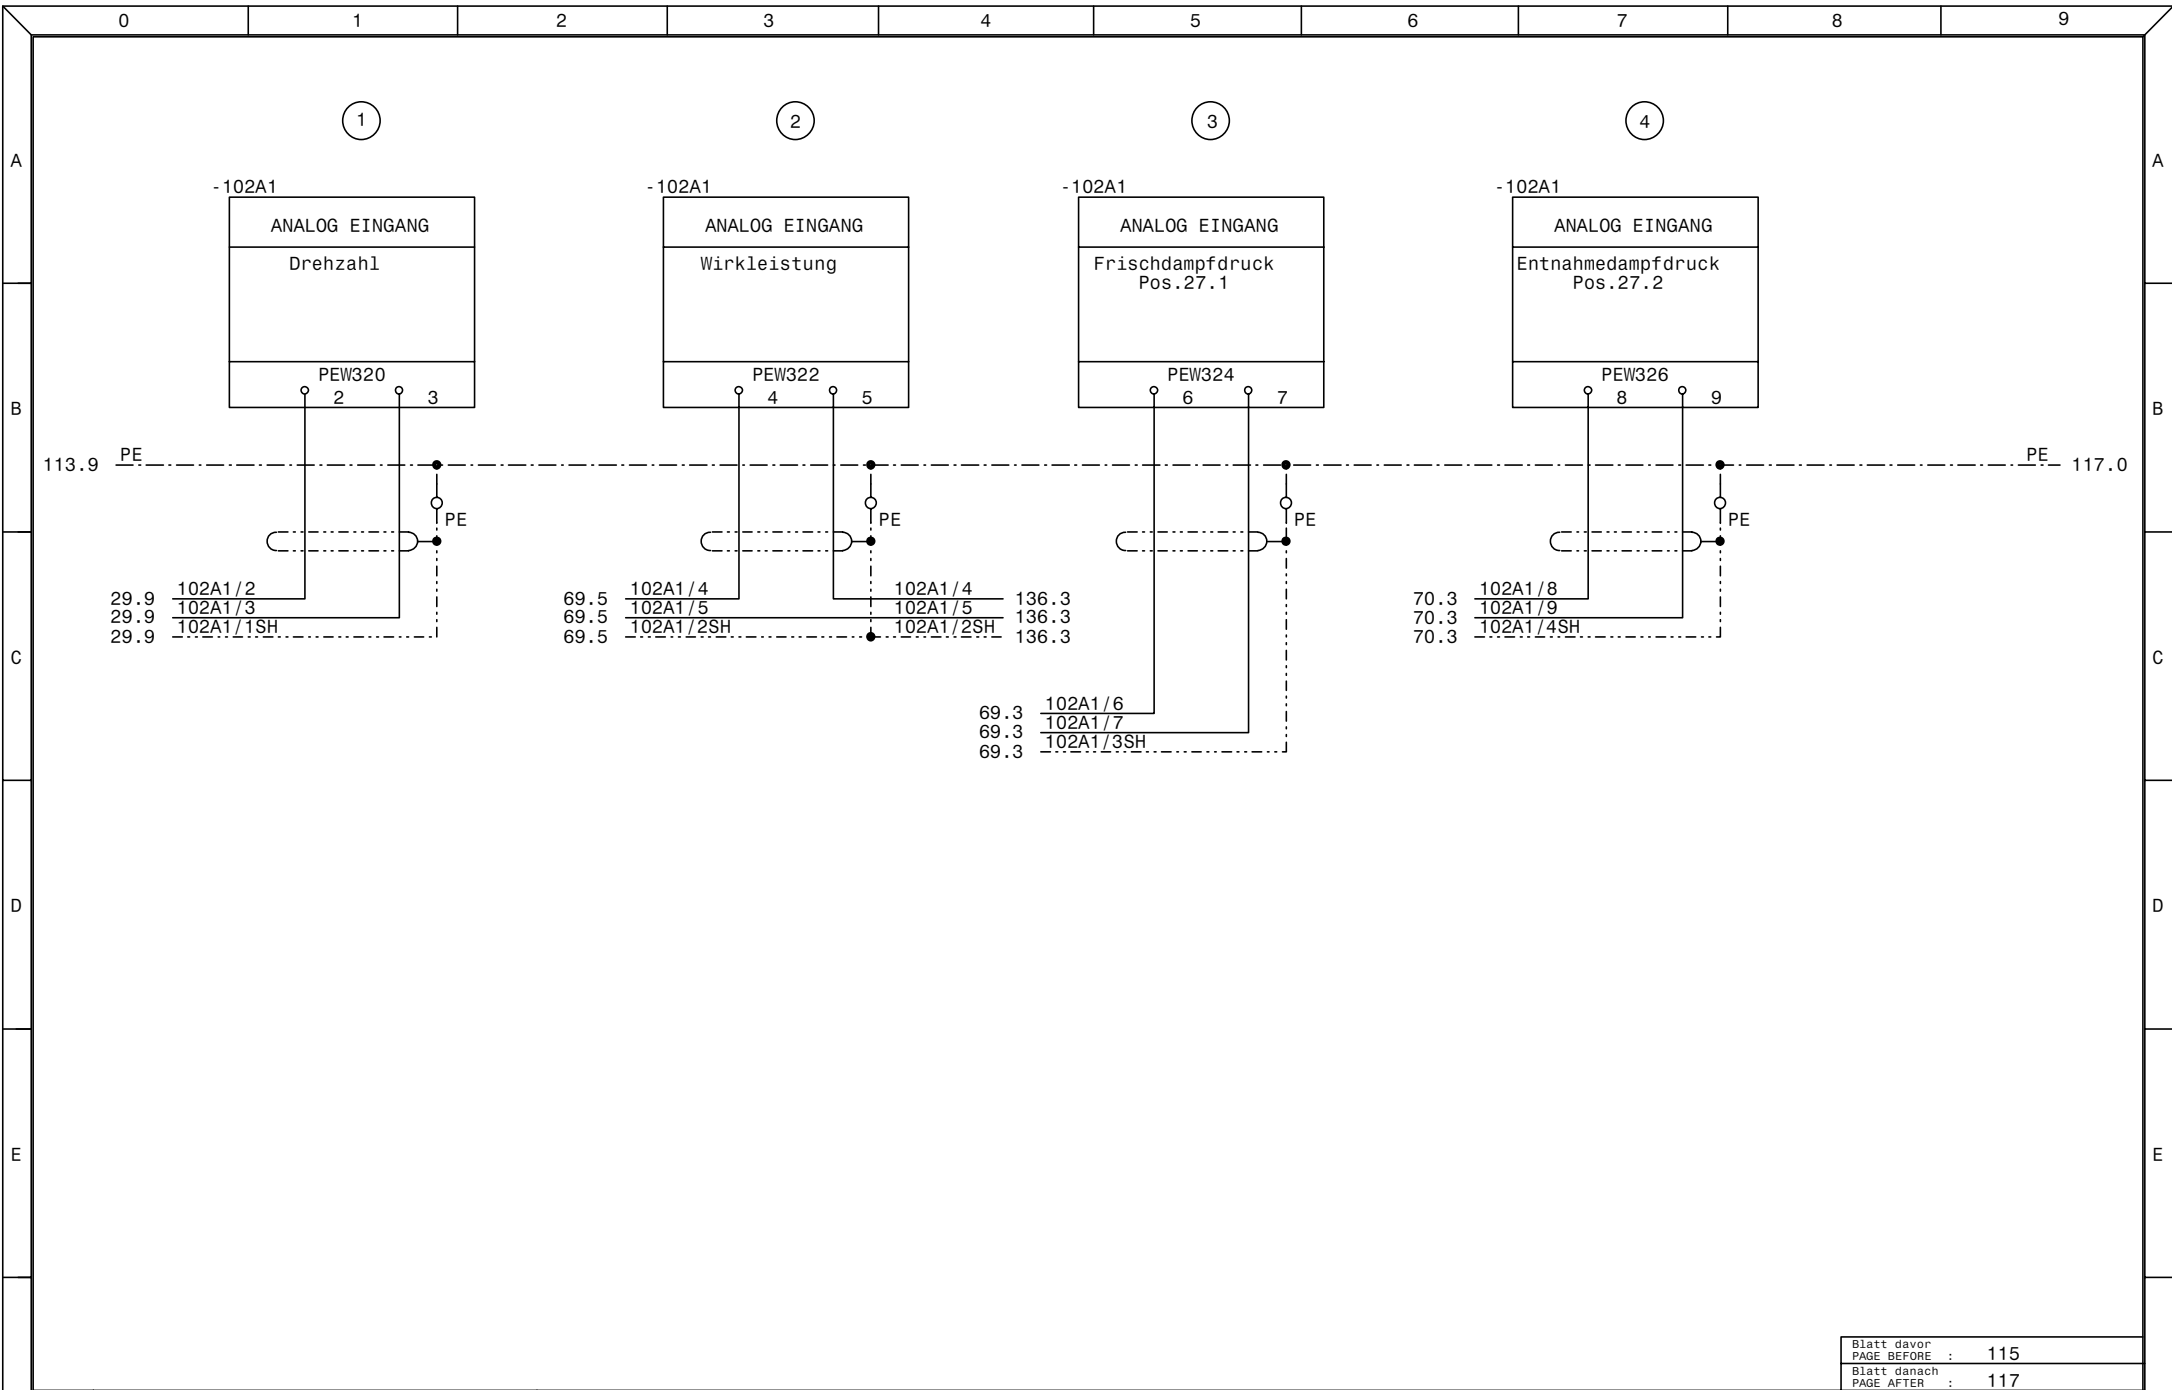 0 1 2 3 4 5 6 7 8 9
1 2 3 4
A A
-102A1 -102A1 -102A1 -102A1
ANALOG EINGANG ANALOG EINGANG ANALOG EINGANG ANALOG EINGANG
Drehzahl Wirkleistung Frischdampfdruck Entnahmedampfdruck
Pos.27.1 Pos.27.2
PEW320 PEW322 PEW324 PEW326
2 3 4 5 6 7 8 9
B B
113.9 PE PE 117.0
PE PE PE PE
29.9 102A1/2 69.5 102A1/4 102A1/4 136.3 70.3 102A1/8
29.9 102A1/3 69.5 102A1/5 102A1/5 136.3 70.3 102A1/9
29.9 102A1/1SH 69.5 102A1/2SH 102A1/2SH 136.3 70.3 102A1/4SH
C C
69.3 102A1/6
69.3 102A1/7
69.3 102A1/3SH
D D
E E
Blatt davor
PAGE BEFORE : 115
Blatt danach
PAGE AFTER : 117